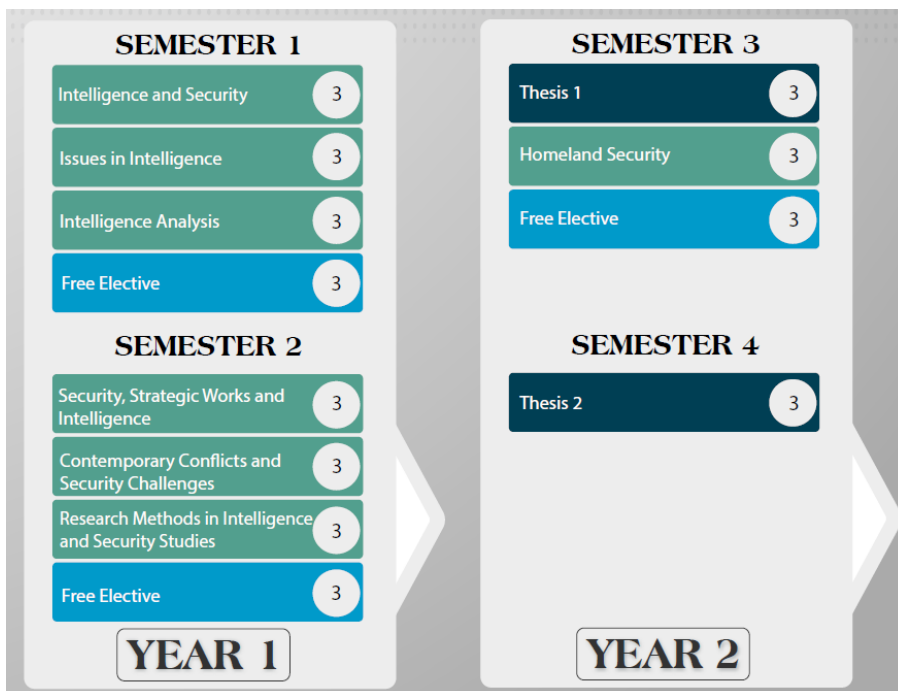 SEMESTER 1
Intelligence and Security 3
Issues in Intelligence 3
Intelligence Analysis 3
Free Elective 3
SEMESTER 2
Security, Strategic Works and
Intelligence 3
Contemporary Conflicts and
Security Challenges 3
Research Methods in Intelligence
and Security Studies 3
Free Elective 3
YEAR 1
SEMESTER 3
Thesis 1 3
Homeland Security 3
Free Elective 3
SEMESTER 4
Thesis 2 3
YEAR 2